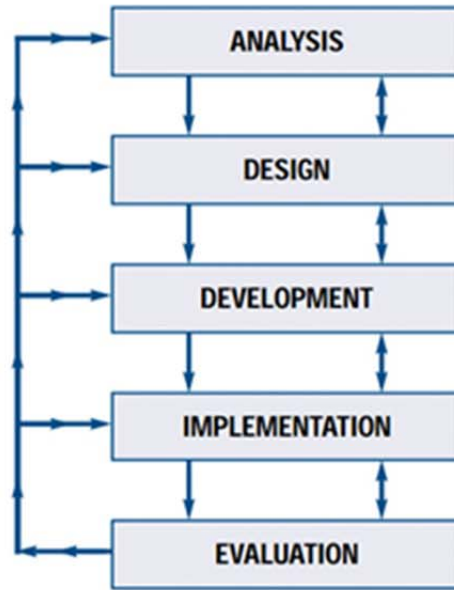 ANALYSIS
DESIGN
DEVELOPMENT
IMPLEMENTATION
EVALUATION